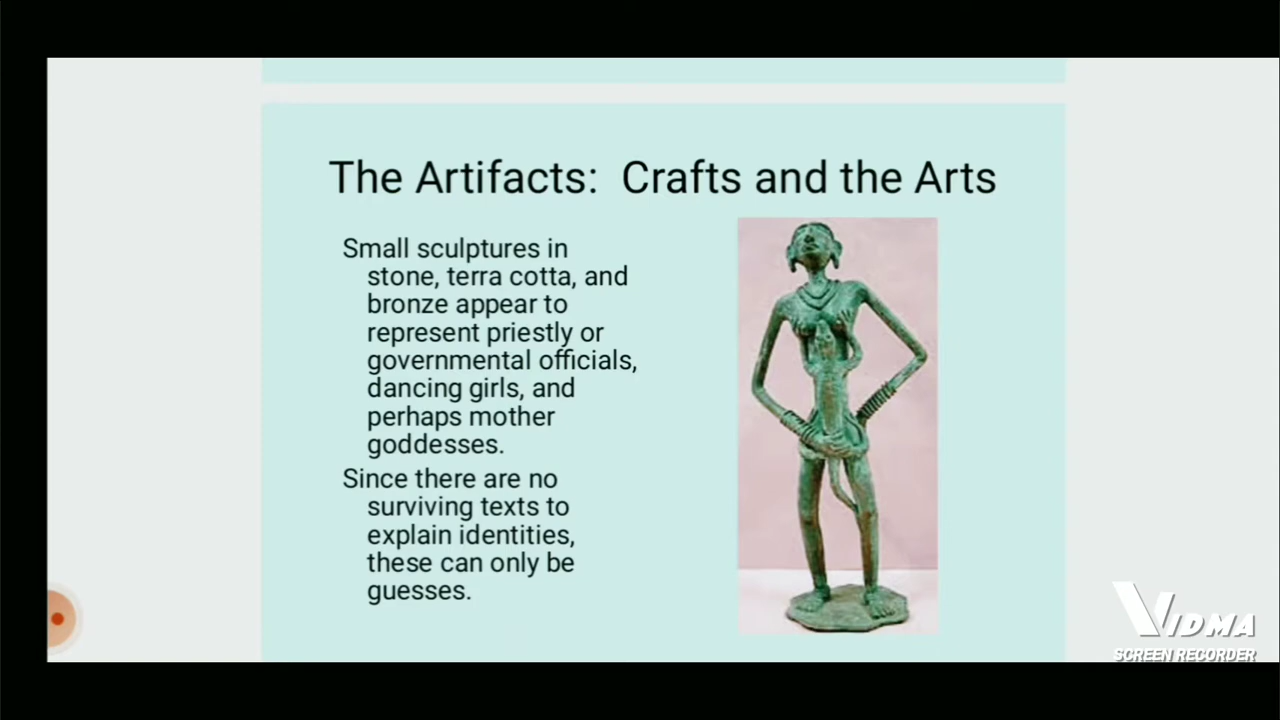 The Artifacts: Crafts and the Arts
Small sculptures in
stone, terra cotta, and
bronze appear to
represent priestly or
governmental officials,
dancing girls, and
perhaps mother
goddesses.
Since there are no
surviving texts to
explain identities,
these can only be
guesses.
VIDMA
SCREEN RECORDER